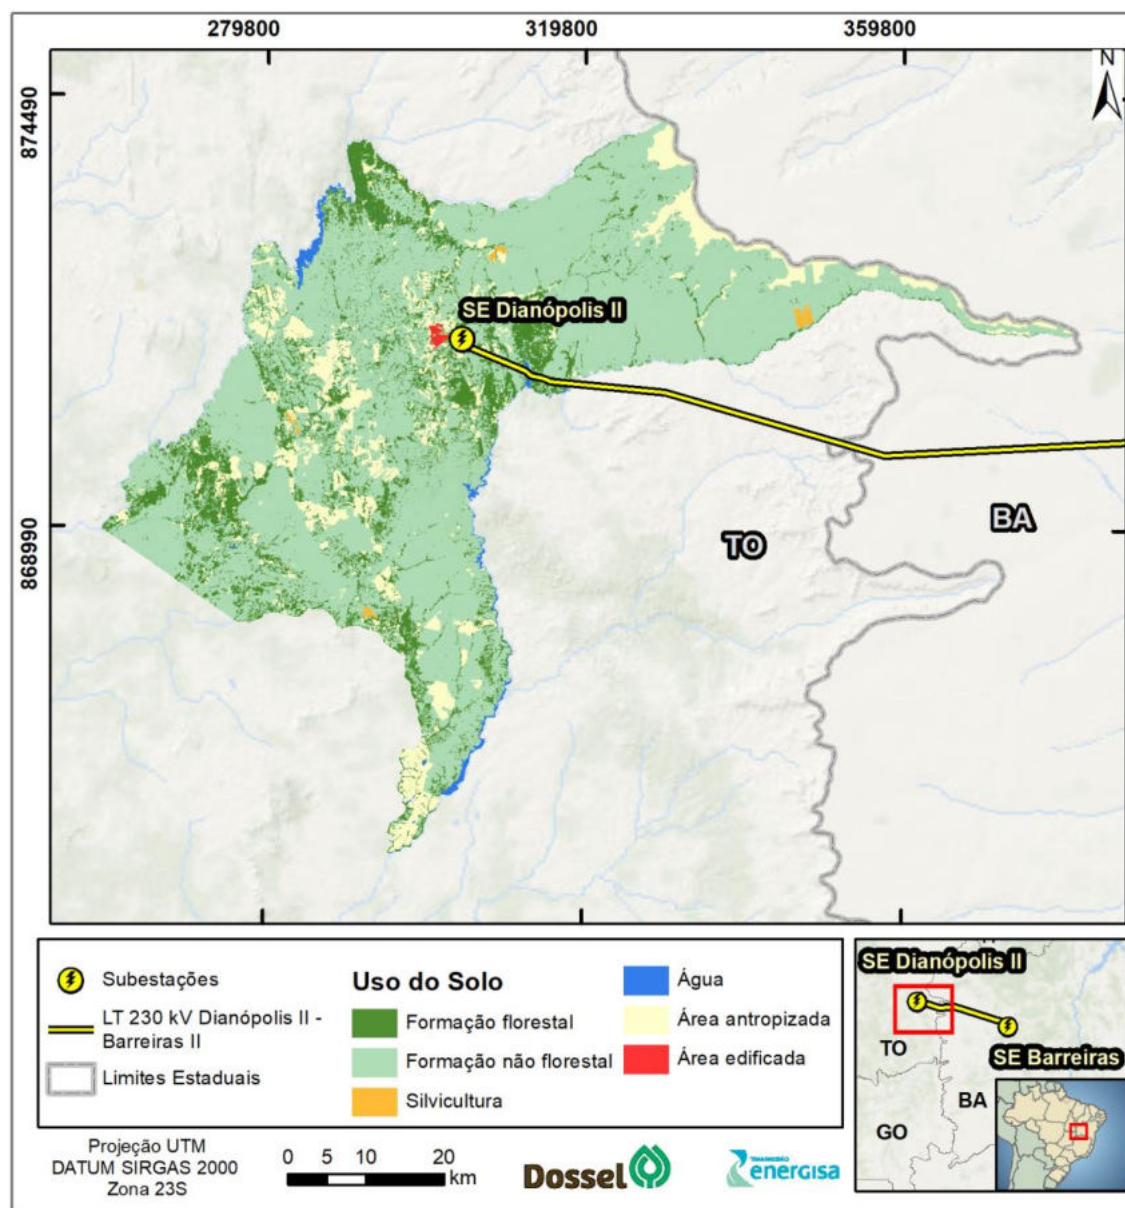 279800
319800
359800
N
874490
868990
SE Dianópolis II
TO
BA
Subestações
LT 230 kV Dianópolis II -
Barreiras II
Limites Estaduais
Uso do Solo
Formação florestal
Formação não florestal
Silvicultura
Água
Área antropizada
Área edificada
SE Dianópolis II
SE Barreiras
TO
BA
GO
Projeção UTM
DATUM SIRGAS 2000
Zona 23S
0 5 10 20
km
Dossel
TRANSMISSÃO
energisa